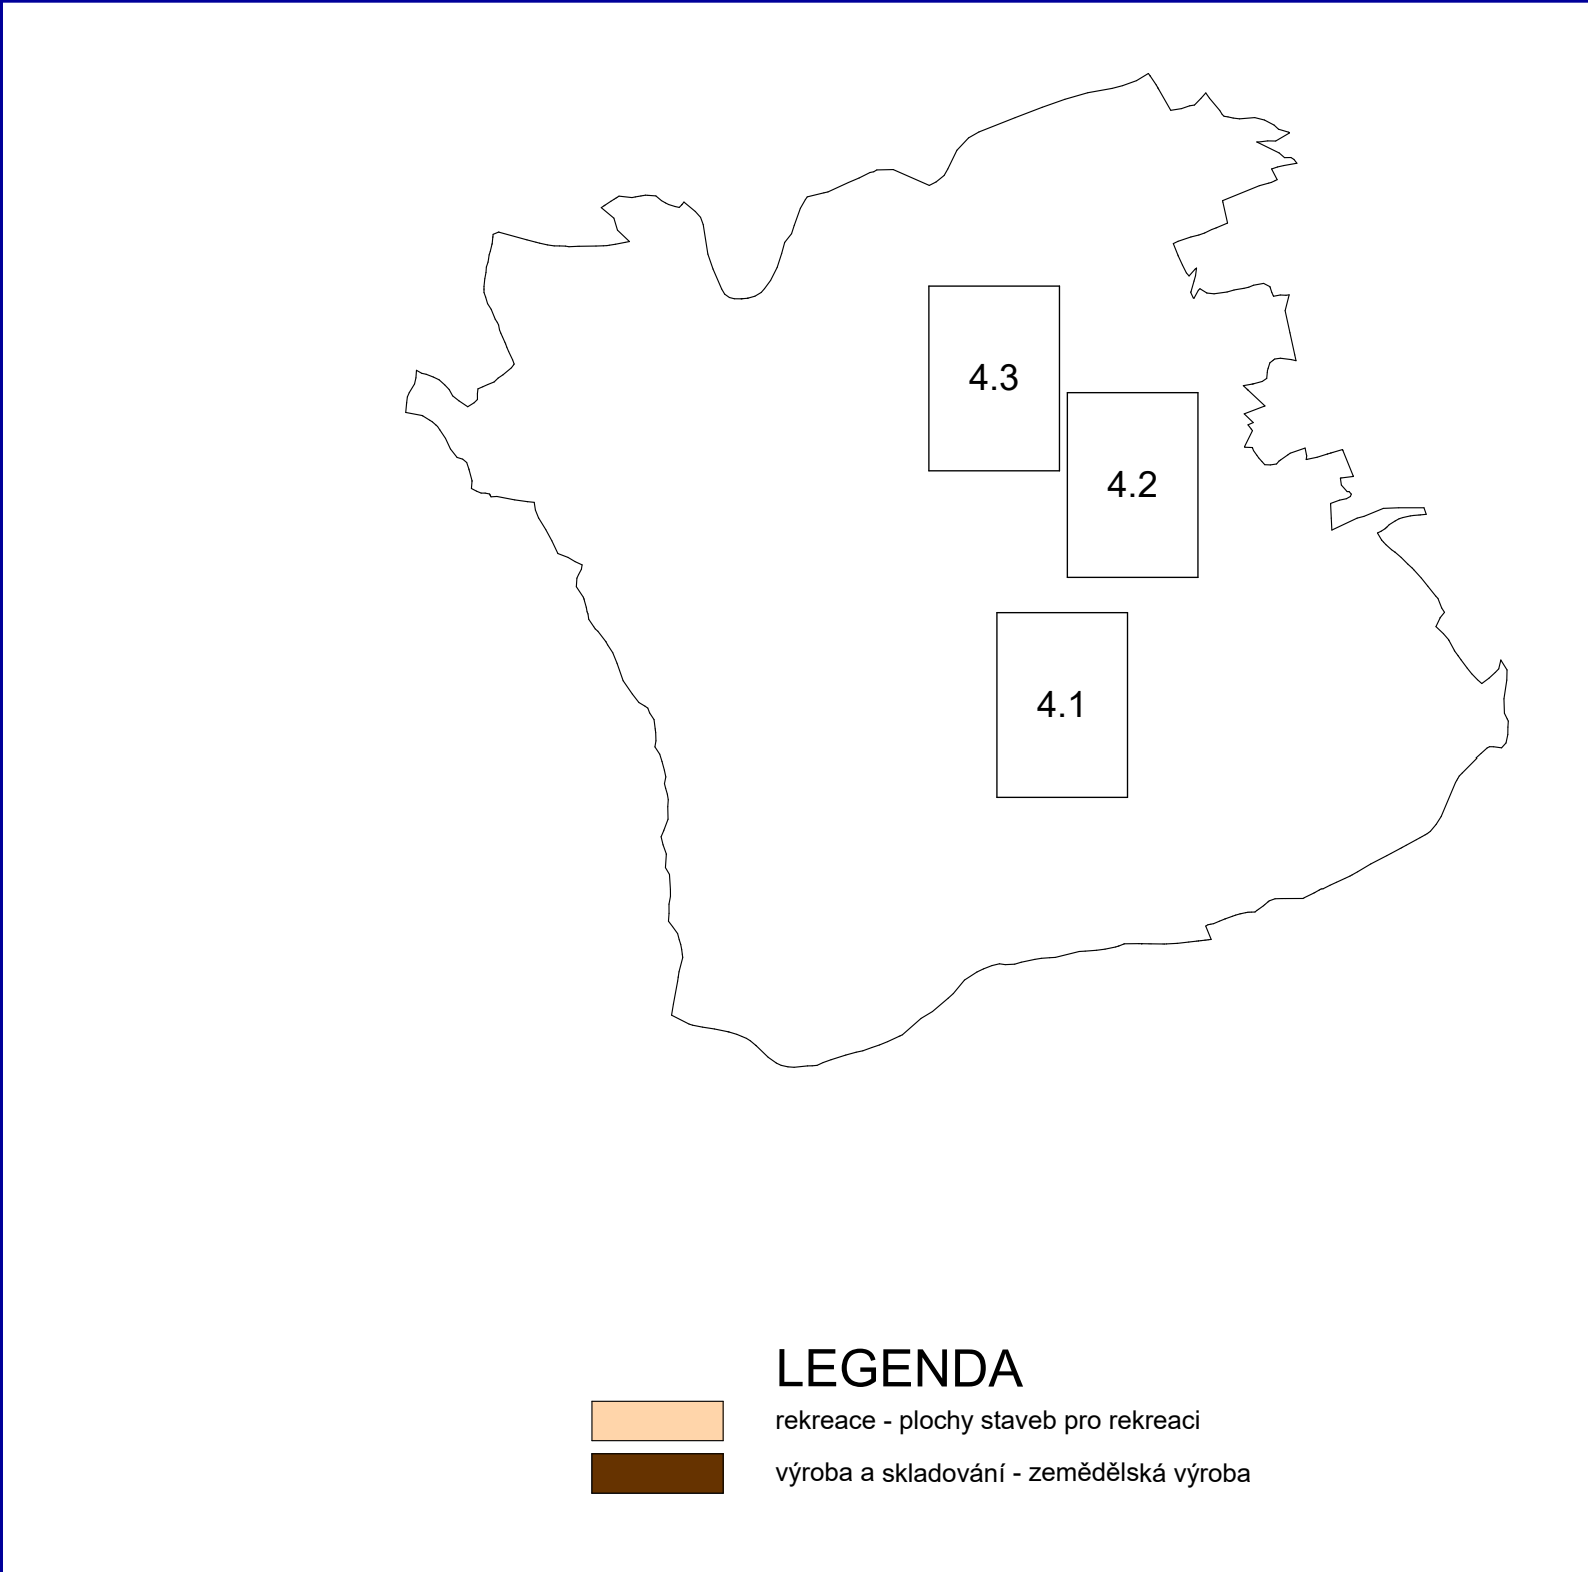 4.3
4.2
4.1
LEGENDA
rekreace - plochy staveb pro rekreaci
výroba a skladování - zemědělská výroba